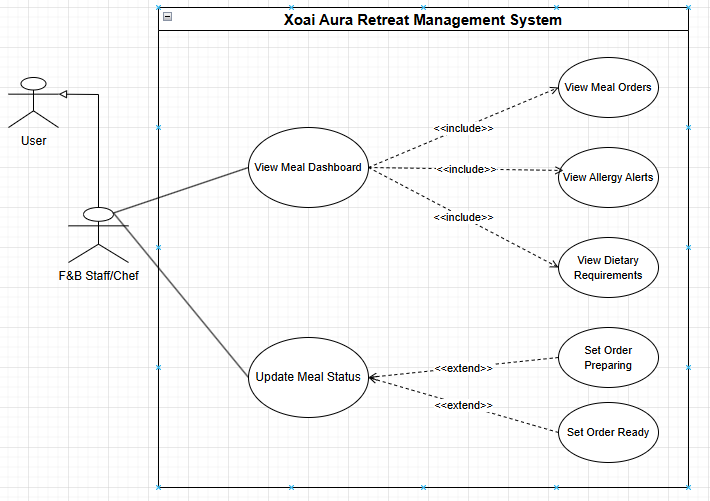 Xoai Aura Retreat Management System
View Meal Orders
<<include>>
User
View Meal Dashboard
<<include>>
View Allergy Alerts
<<include>>
F&B Staff/Chef
View Dietary
Requirements
Set Order
Preparing
<<extend>>
Update Meal Status
<<extend>>
Set Order Ready